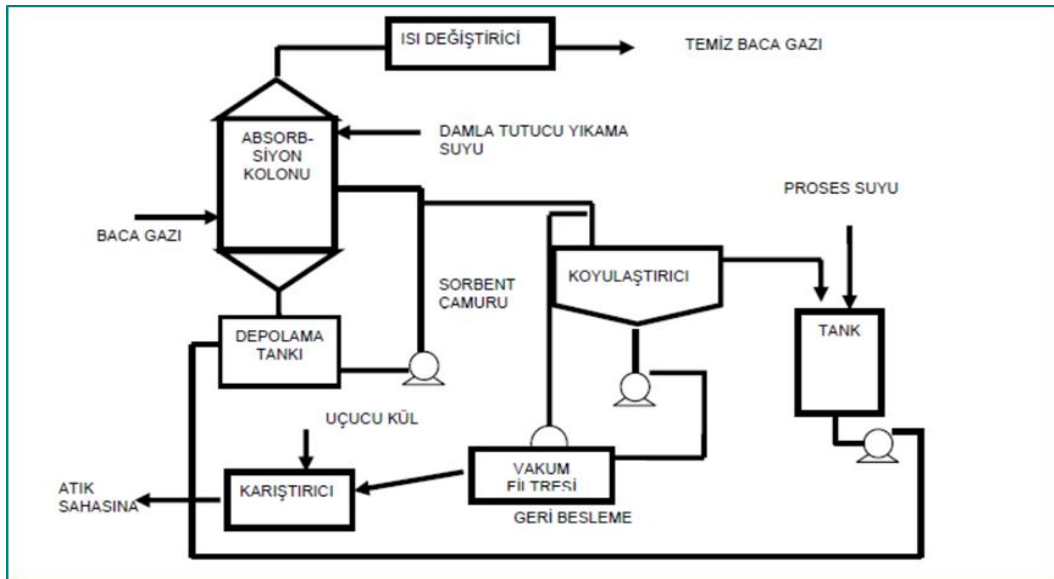 ISI DEĞİŞTİRİCİ
TEMİZ BACA GAZI
ABSORB-
SİYON
KOLONU
DAMLA TUTUCU YIKAMA
SUYU
PROSES SUYU
BACA GAZI
SORBENT
ÇAMURU
KOYULAŞTIRICI
DEPOLAMA
TANKI
TANK
UÇUCU KÜL
VAKUM
FİLTRESİ
KARIŞTIRICI
ATIK
SAHASINA
GERİ BESLEME